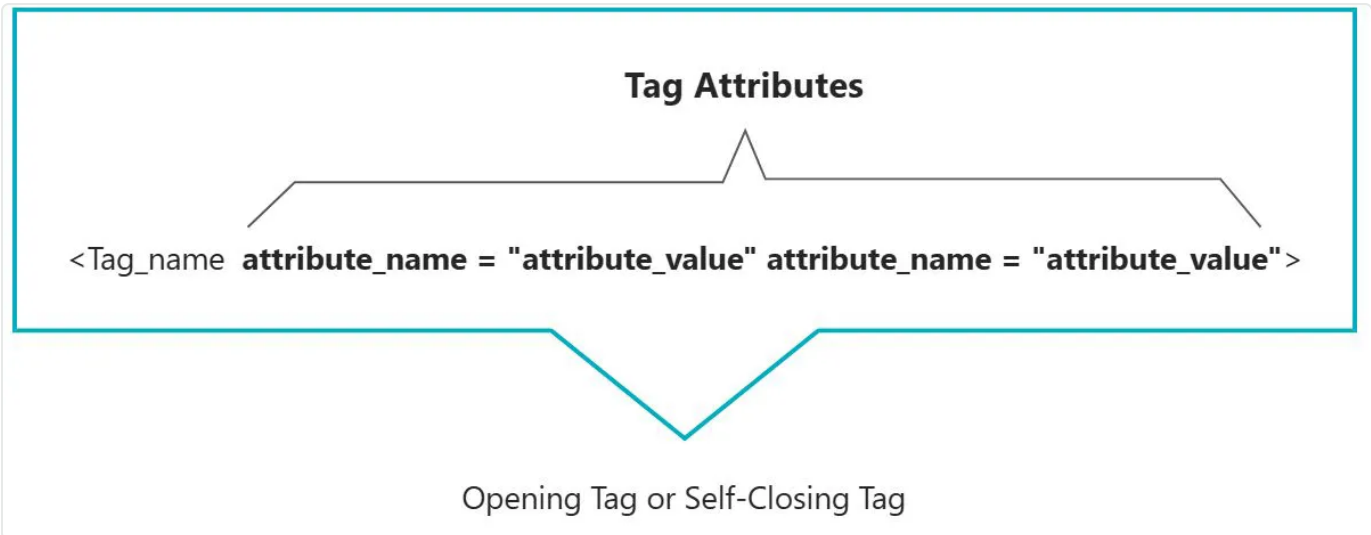 Tag Attributes
<Tag_name attribute_name = "attribute_value" attribute_name = "attribute_value">
Opening Tag or Self-Closing Tag